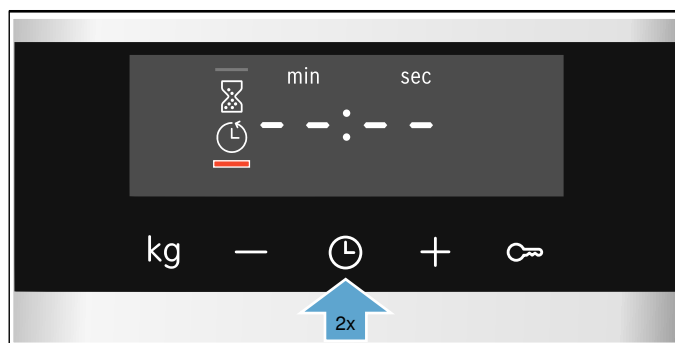 min sec
– – : – –
kg — +
2x